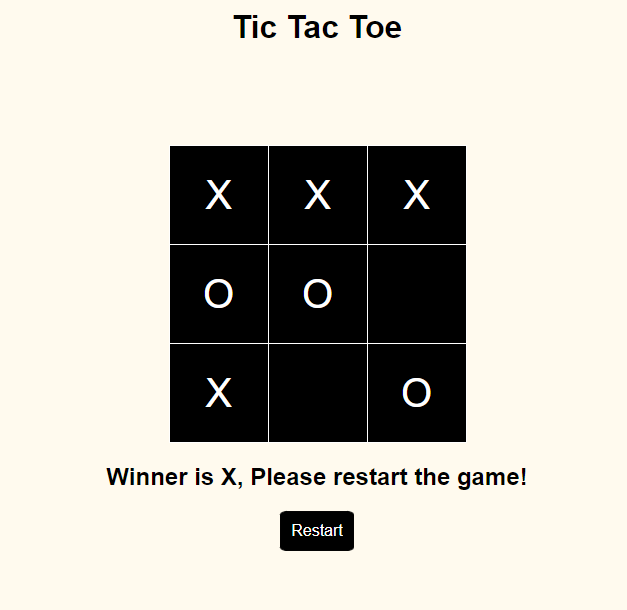 Tic Tac Toe
X X X
O O
X O
Winner is X, Please restart the game!
Restart